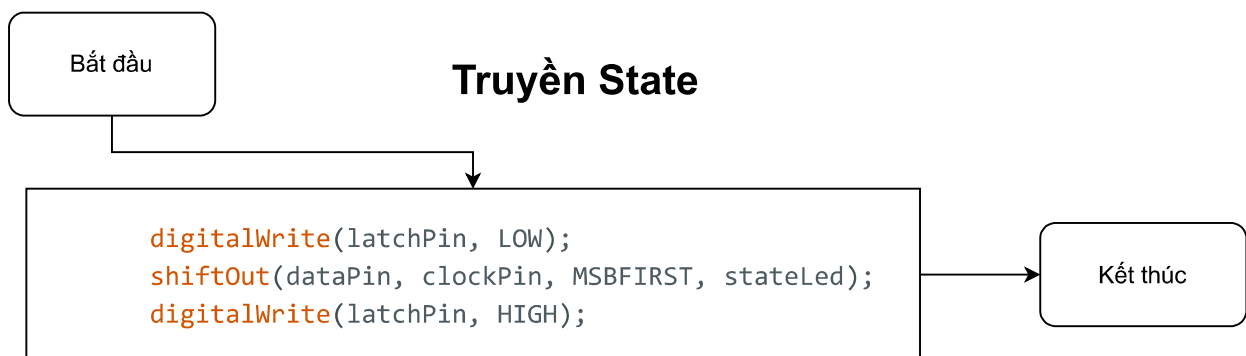 Bắt đầu
Truyền State
digitalWrite(latchPin, LOW);
shiftOut(dataPin, clockPin, MSBFIRST, stateLed);
digitalWrite(latchPin, HIGH);
Kết thúc